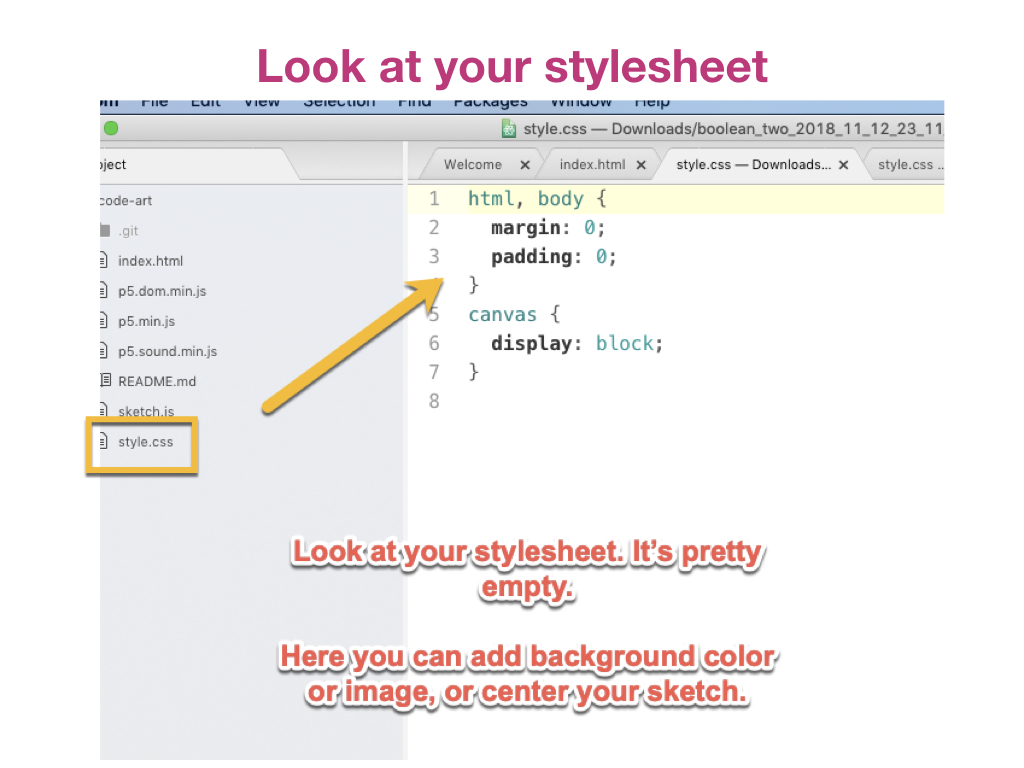 Look at your stylesheet
File Edit View Selection Find Packages Window Help
style.css — Downloads/boolean_two_2018_11_12_23_11
Welcome × index.html × style.css — Downloads... × style.css ..
code-art
.git
index.html
p5.dom.min.js
p5.min.js
p5.sound.min.js
README.md
sketch.js
style.css
1 html, body {
2 margin: 0;
3 padding: 0;
}
5 canvas {
6 display: block;
7 }
8
Look at your stylesheet. It’s pretty
empty.
Here you can add background color
or image, or center your sketch.